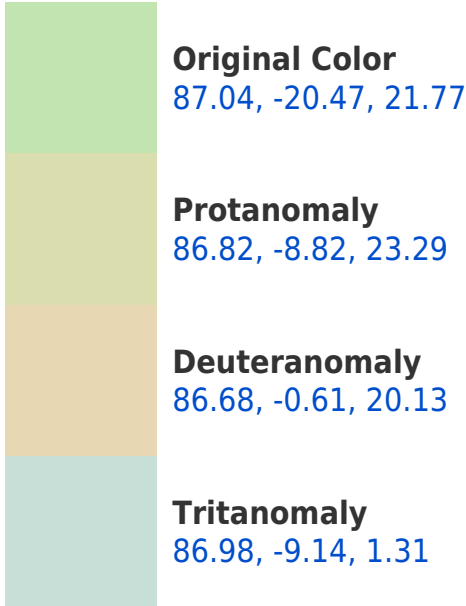 Original Color
87.04, -20.47, 21.77
Protanomaly
86.82, -8.82, 23.29
Deuteranomaly
86.68, -0.61, 20.13
Tritanomaly
86.98, -9.14, 1.31